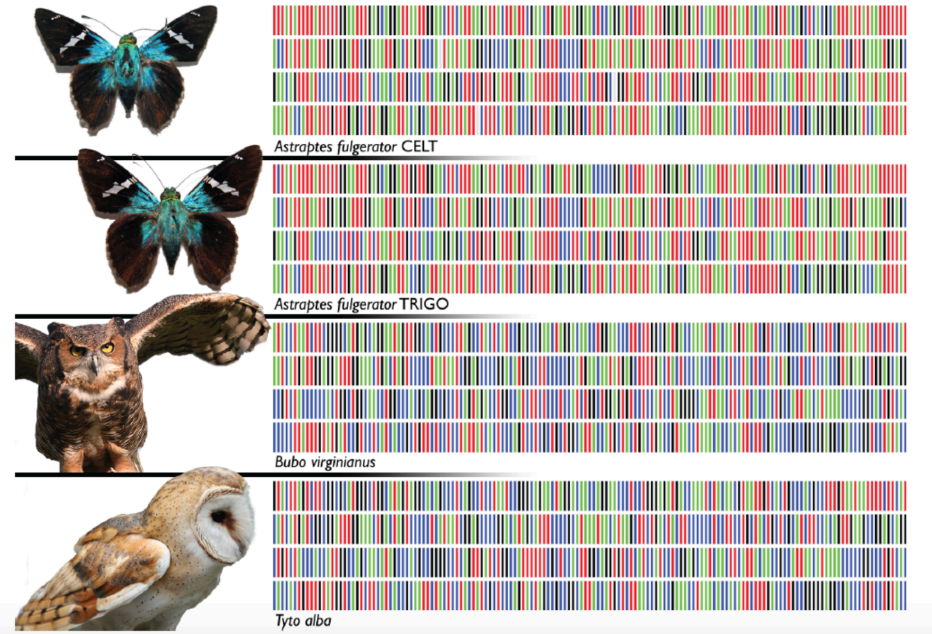 Astraptes fulgerator CELT
Astraptes fulgerator TRIGO
Bubo virginianus
Tyto alba